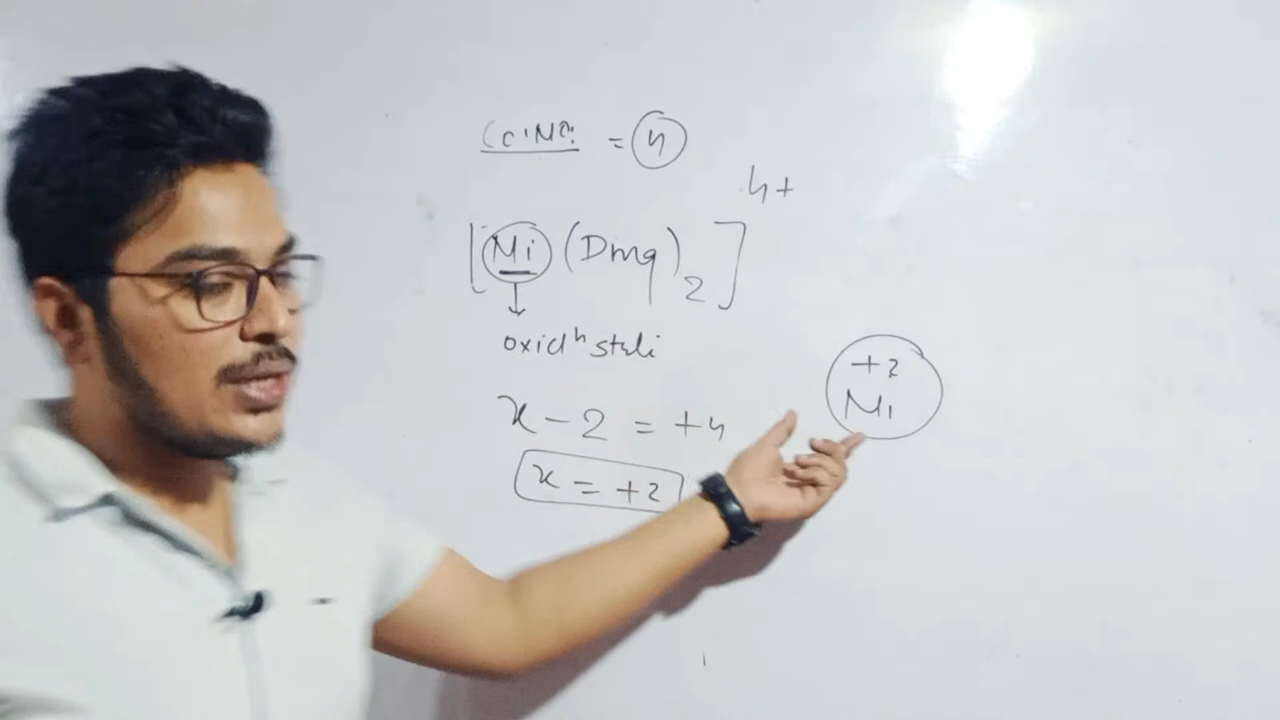 Co.No. = 4
[Ni(Dmg)₂]⁴⁺
↓
oxidⁿ state
+2
Ni
x - 2 = +4
x = +2